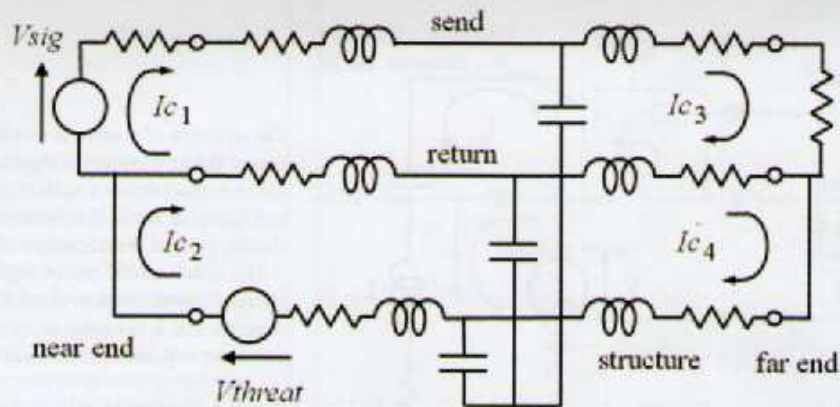 Vsig
send
Ic1
Ic3
return
Ic2
Ic4
near end
structure
far end
Vthreat